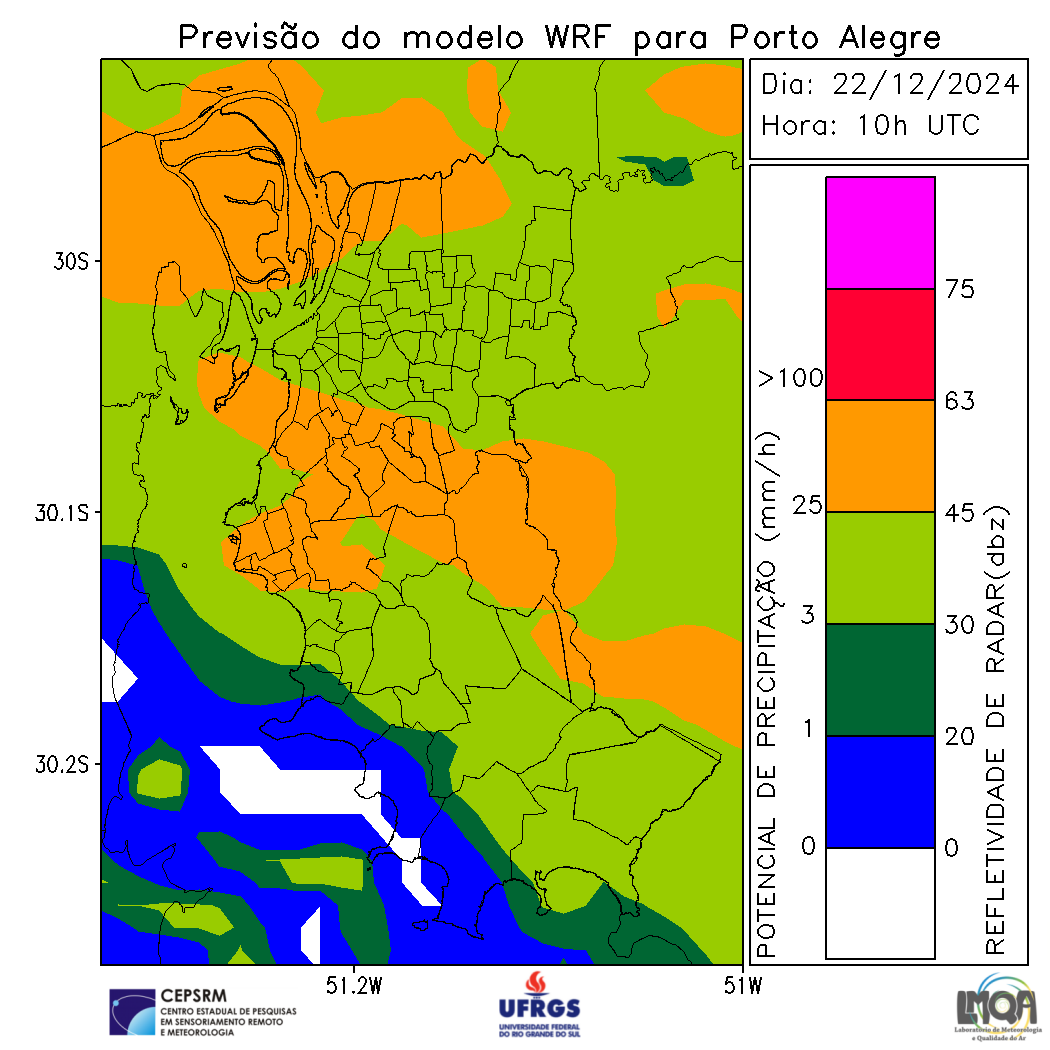 Previsão do modelo WRF para Porto Alegre
Dia: 22/12/2024
Hora: 10h UTC
30S
30.1S
30.2S
51.2W
51W
POTENCIAL DE PRECIPITAÇÃO (mm/h)
>100
25
3
1
0
75
63
45
30
20
0
REFLETIVIDADE DE RADAR(dbz)
CEPSRM
CENTRO ESTADUAL DE PESQUISAS
EM SENSORIAMENTO REMOTO
E METEOROLOGIA
UFRGS
UNIVERSIDADE FEDERAL
DO RIO GRANDE DO SUL
LMQA
Laboratório de Meteorologia
e Qualidade do Ar